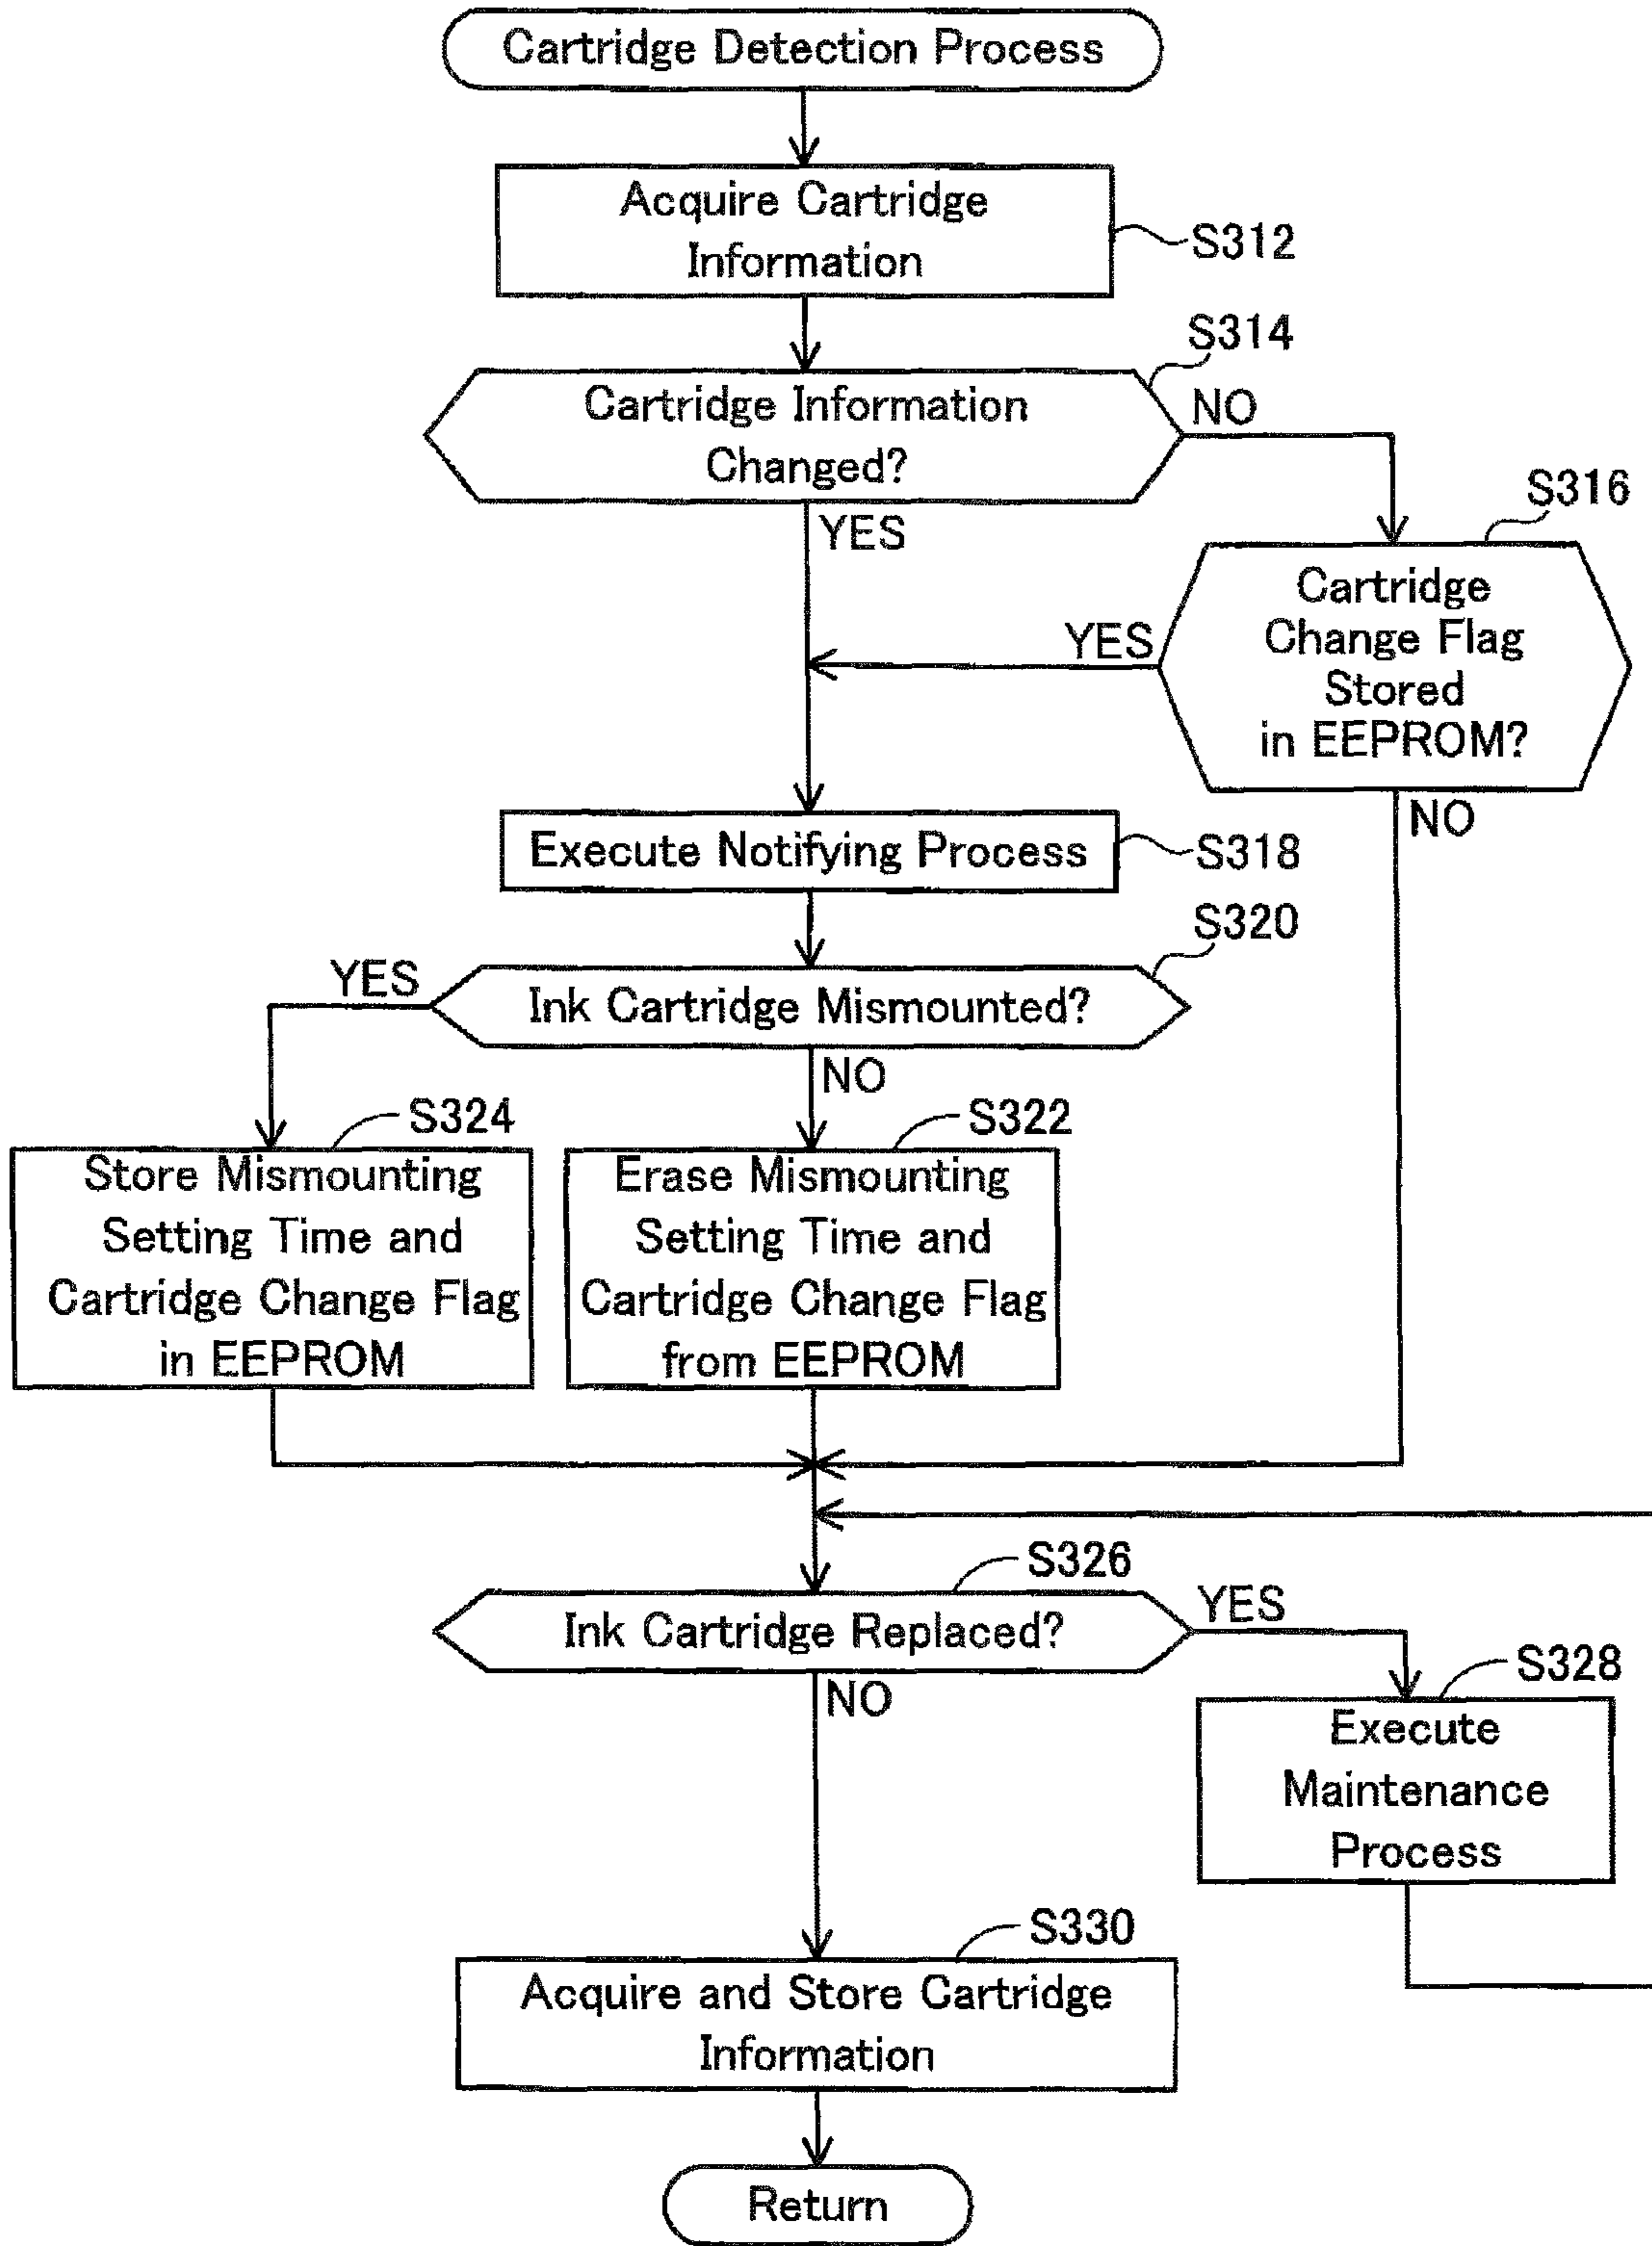 Cartridge Detection Process
Acquire Cartridge
Information
S312
S314
Cartridge Information
Changed?
NO
YES
S316
Cartridge
Change Flag
Stored
in EEPROM?
YES
NO
Execute Notifying Process
S318
S320
Ink Cartridge Mismounted?
YES
NO
S324
Store Mismounting
Setting Time and
Cartridge Change Flag
in EEPROM
S322
Erase Mismounting
Setting Time and
Cartridge Change Flag
from EEPROM
S326
Ink Cartridge Replaced?
YES
NO
S328
Execute
Maintenance
Process
S330
Acquire and Store Cartridge
Information
Return